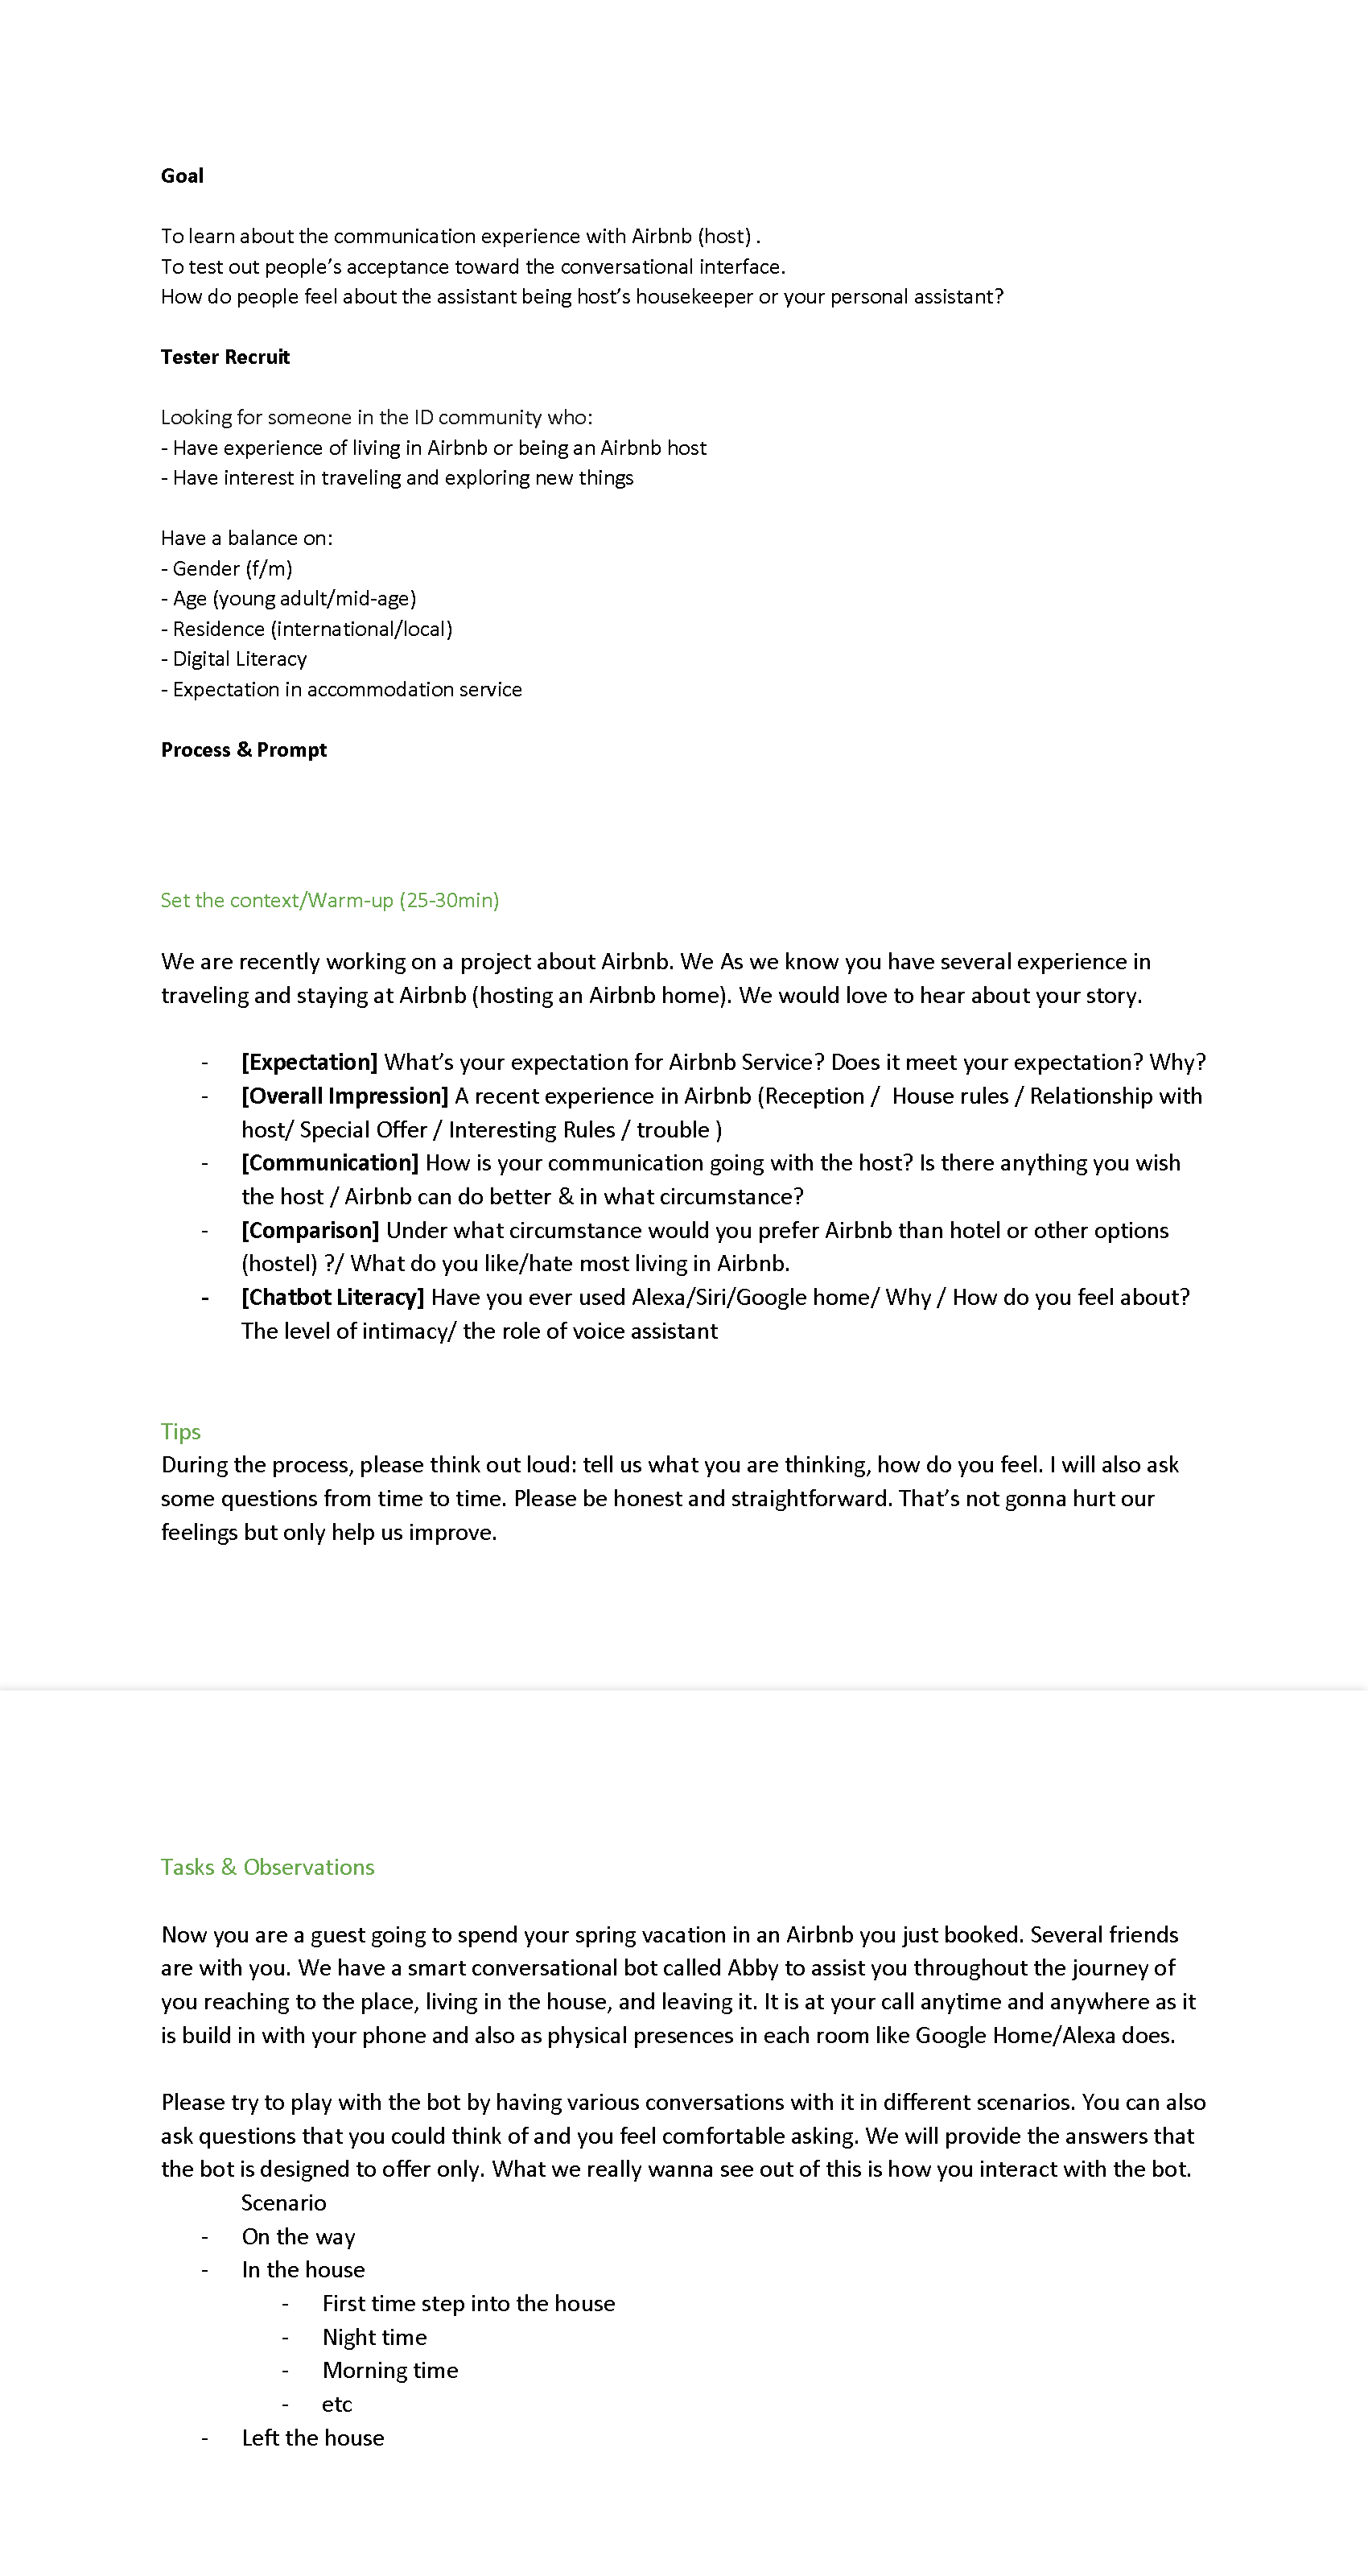 Goal
To learn about the communication experience with Airbnb (host) .
To test out people’s acceptance toward the conversational interface.
How do people feel about the assistant being host’s housekeeper or your personal assistant?
Tester Recruit
Looking for someone in the ID community who:
- Have experience of living in Airbnb or being an Airbnb host
- Have interest in traveling and exploring new things
Have a balance on:
- Gender (f/m)
- Age (young adult/mid-age)
- Residence (international/local)
- Digital Literacy
- Expectation in accommodation service
Process & Prompt
Set the context/Warm-up (25-30min)
We are recently working on a project about Airbnb. We As we know you have several experience in
traveling and staying at Airbnb (hosting an Airbnb home). We would love to hear about your story.
- [Expectation] What’s your expectation for Airbnb Service? Does it meet your expectation? Why?
- [Overall Impression] A recent experience in Airbnb (Reception /  House rules / Relationship with
host/ Special Offer / Interesting Rules / trouble )
- [Communication] How is your communication going with the host? Is there anything you wish
the host / Airbnb can do better & in what circumstance?
- [Comparison] Under what circumstance would you prefer Airbnb than hotel or other options
(hostel) ?/ What do you like/hate most living in Airbnb.
- [Chatbot Literacy] Have you ever used Alexa/Siri/Google home/ Why / How do you feel about?
The level of intimacy/ the role of voice assistant
Tips
During the process, please think out loud: tell us what you are thinking, how do you feel. I will also ask
some questions from time to time. Please be honest and straightforward. That’s not gonna hurt our
feelings but only help us improve.
Tasks & Observations
Now you are a guest going to spend your spring vacation in an Airbnb you just booked. Several friends
are with you. We have a smart conversational bot called Abby to assist you throughout the journey of
you reaching to the place, living in the house, and leaving it. It is at your call anytime and anywhere as it
is build in with your phone and also as physical presences in each room like Google Home/Alexa does.
Please try to play with the bot by having various conversations with it in different scenarios. You can also
ask questions that you could think of and you feel comfortable asking. We will provide the answers that
the bot is designed to offer only. What we really wanna see out of this is how you interact with the bot.
Scenario
- On the way
- In the house
- First time step into the house
- Night time
- Morning time
- etc
- Left the house